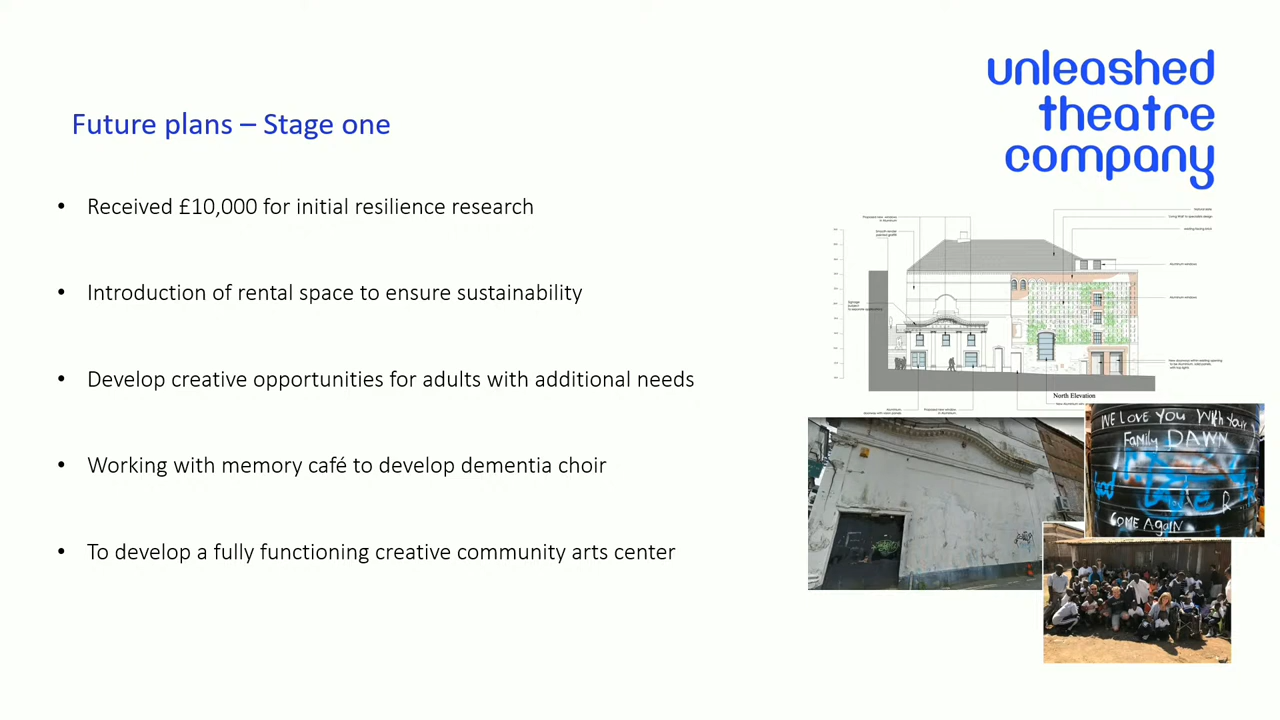 unleashed
theatre
company
Future plans – Stage one
• Received £10,000 for initial resilience research
• Introduction of rental space to ensure sustainability
• Develop creative opportunities for adults with additional needs
• Working with memory café to develop dementia choir
• To develop a fully functioning creative community arts center
North Elevation
WE LOVE YOU WITH YOUR
Family DAWN
COME AGAIN